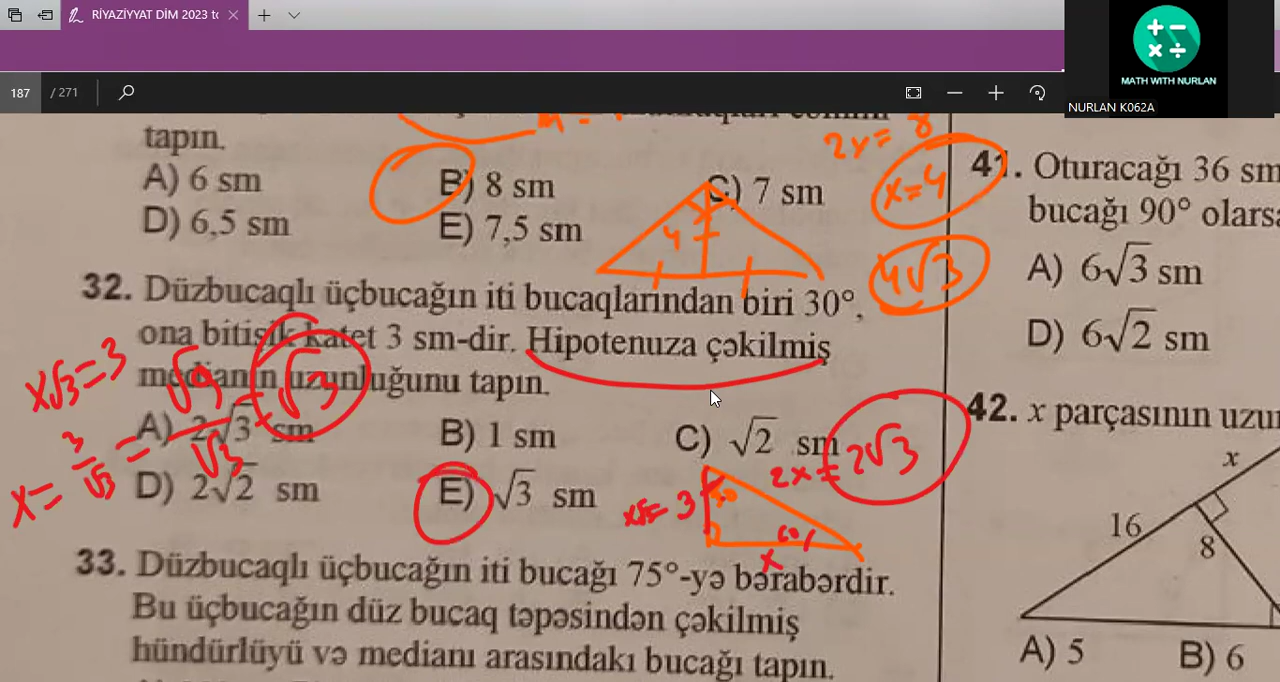 RİYAZİYYAT DİM 2023 to
187 / 271
MATH WITH NURLAN
NURLAN K062A
tapın.
A) 6 sm B) 8 sm C) 7 sm
D) 6,5 sm E) 7,5 sm
4
x=4
4√3
32. Düzbucaqlı üçbucağın iti bucaqlarından biri 30°,
ona bitişik katet 3 sm-dir. Hipotenuza çəkilmiş
medianın uzunluğunu tapın.
A) 2√3 sm B) 1 sm C) √2 sm
D) 2√2 sm E) √3 sm
x√3=3
x= 3/√3 = √9/√3 = √3
2x=2√3
x√3= 3
60
x
33. Düzbucaqlı üçbucağın iti bucağı 75°-yə bərabərdir.
Bu üçbucağın düz bucaq təpəsindən çəkilmiş
hündürlüyü və medianı arasındakı bucağı tapın.
41. Oturacağı 36 sm
bucağı 90°
A) 6√3 sm
D) 6√2 sm
42. x parçasının
x
16
8
A) 5 B) 6